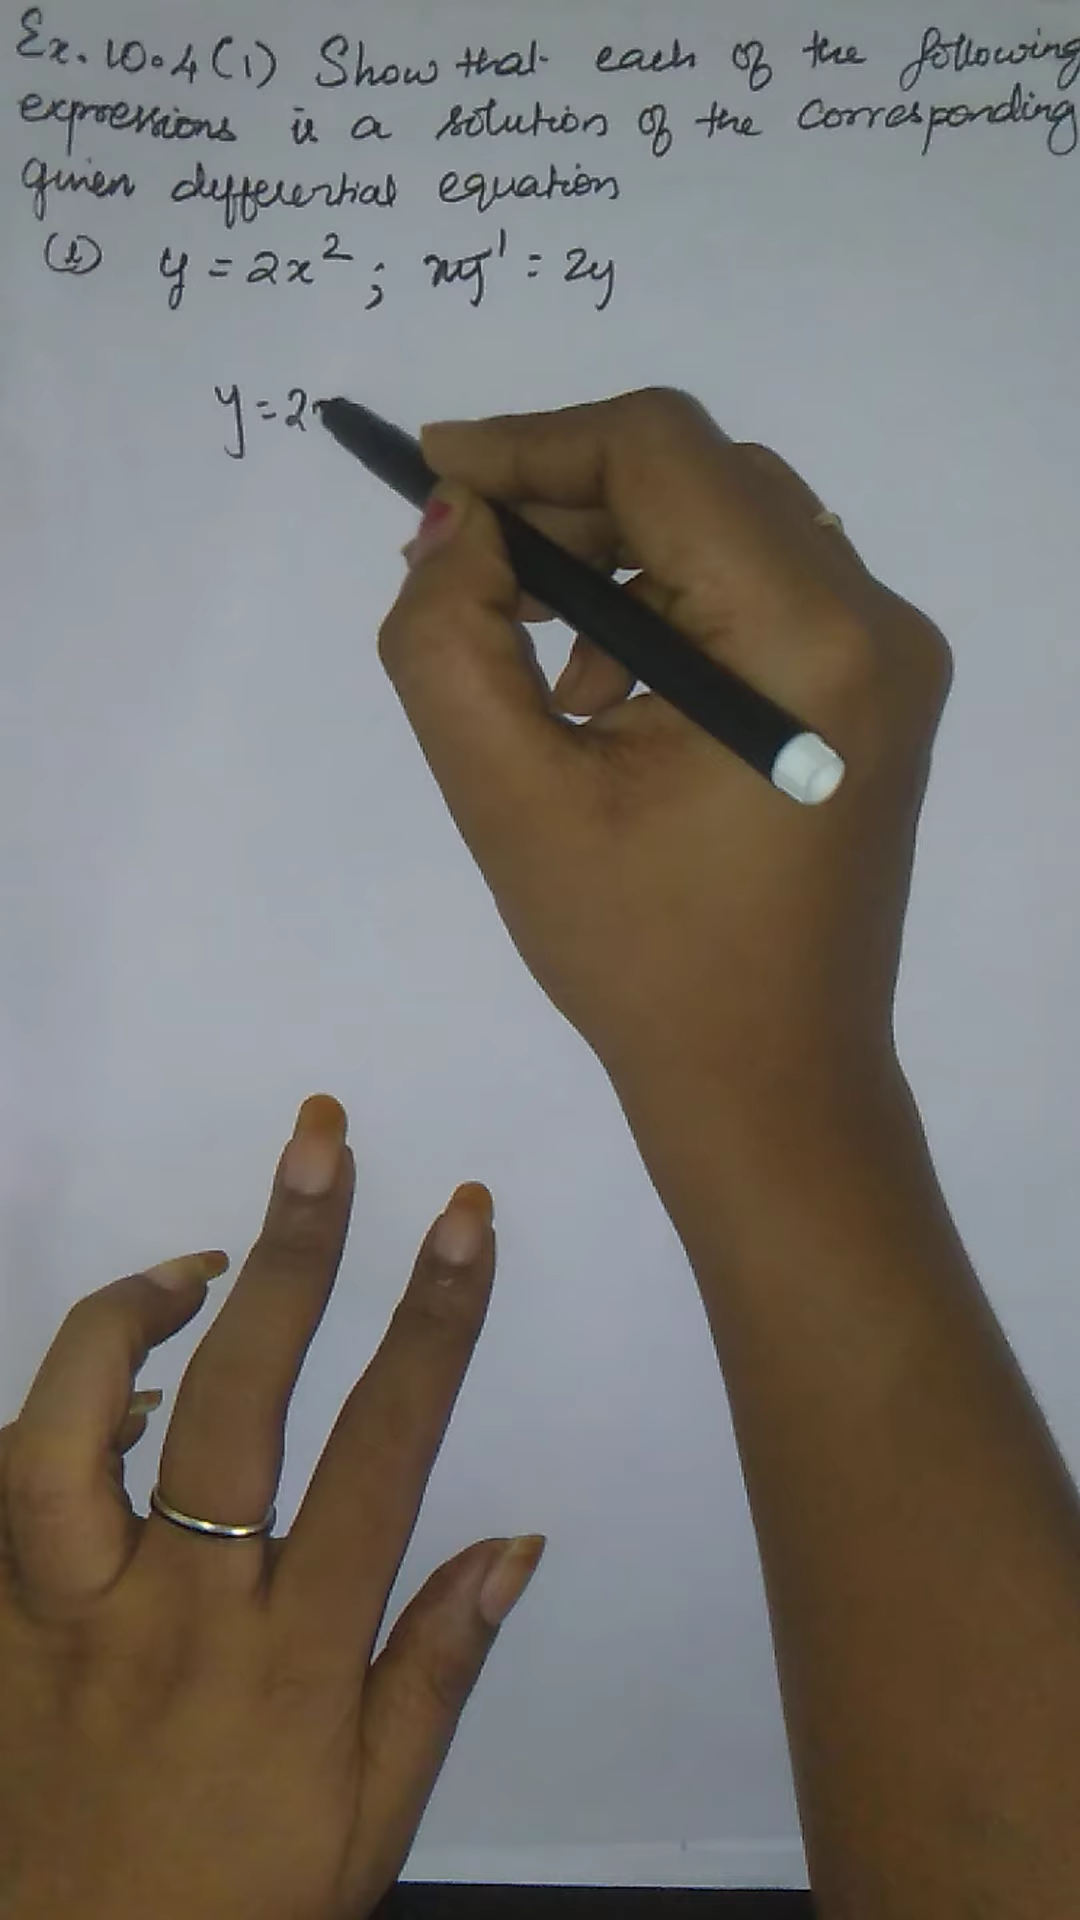 Ex. 10.4 (1) Show that each of the following
expressions is a solution of the corresponding
given differential equation
(i) y = 2x² ; xy' = 2y
y = 2